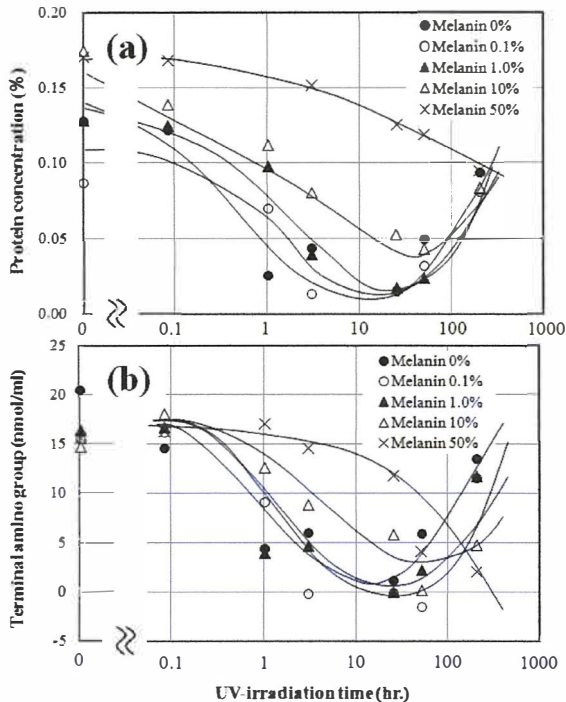 (a)
Melanin 0%
Melanin 0.1%
Melanin 1.0%
Melanin 10%
Melanin 50%
Protein concentration (%)
0.20
0.15
0.10
0.05
0.00
0 0.1 1 10 100 1000
(b)
Melanin 0%
Melanin 0.1%
Melanin 1.0%
Melanin 10%
Melanin 50%
Terminal amino group (nmol/ml)
25
20
15
10
5
0
-5
0 0.1 1 10 100 1000
UV-irradiation time (hr.)